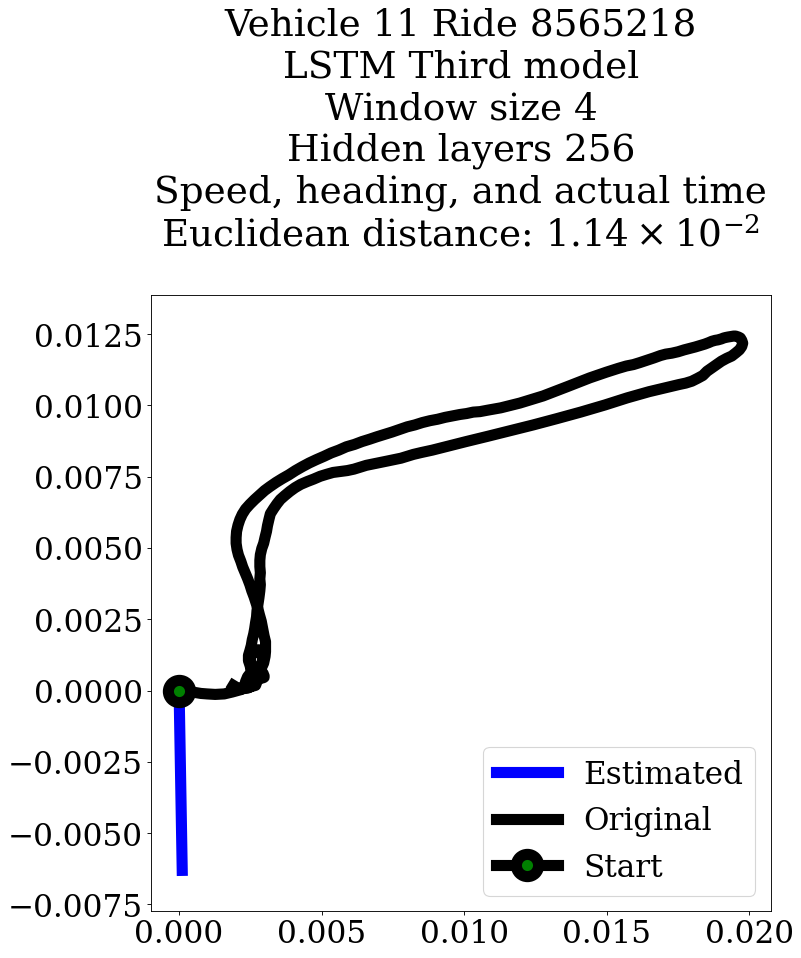 Vehicle 11 Ride 8565218
LSTM Third model
Window size 4
Hidden layers 256
Speed, heading, and actual time
Euclidean distance: 1.14 × 10⁻²
0.0125
0.0100
0.0075
0.0050
0.0025
0.0000
−0.0025
−0.0050
−0.0075
Estimated
Original
Start
0.000 0.005 0.010 0.015 0.020